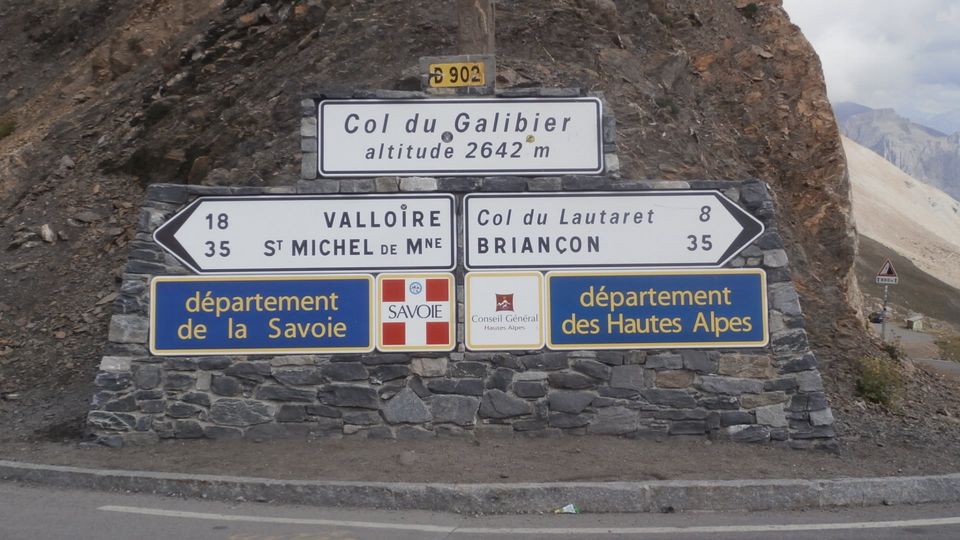 D 902
Col du Galibier
altitude 2642 m
18 VALLOIRE
35 ST MICHEL DE MNE
Col du Lautaret 8
BRIANÇON 35
département
de la Savoie
SAVOIE
Conseil Général
Hautes Alpes
département
des Hautes Alpes